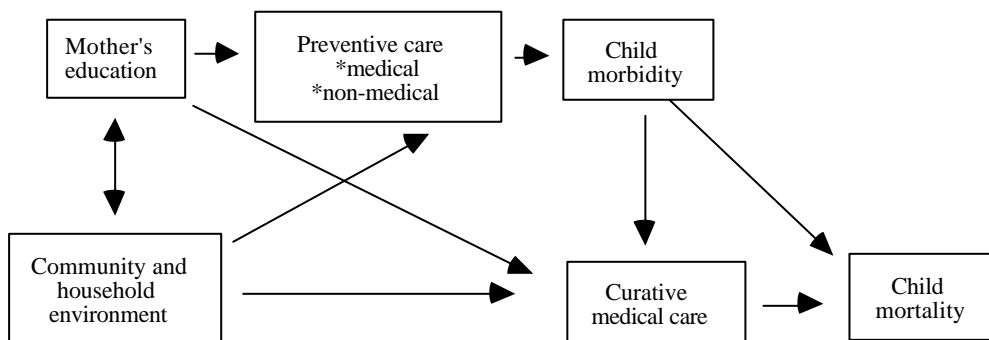 Mother's
education
Preventive care
*medical
*non-medical
Child
morbidity
Community and
household
environment
Curative
medical care
Child
mortality